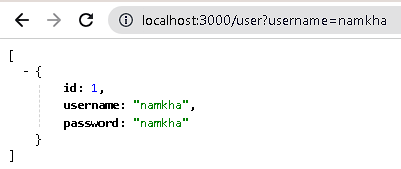 localhost:3000/user?username=namkha
[
- {
id: 1,
username: "namkha",
password: "namkha"
}
]